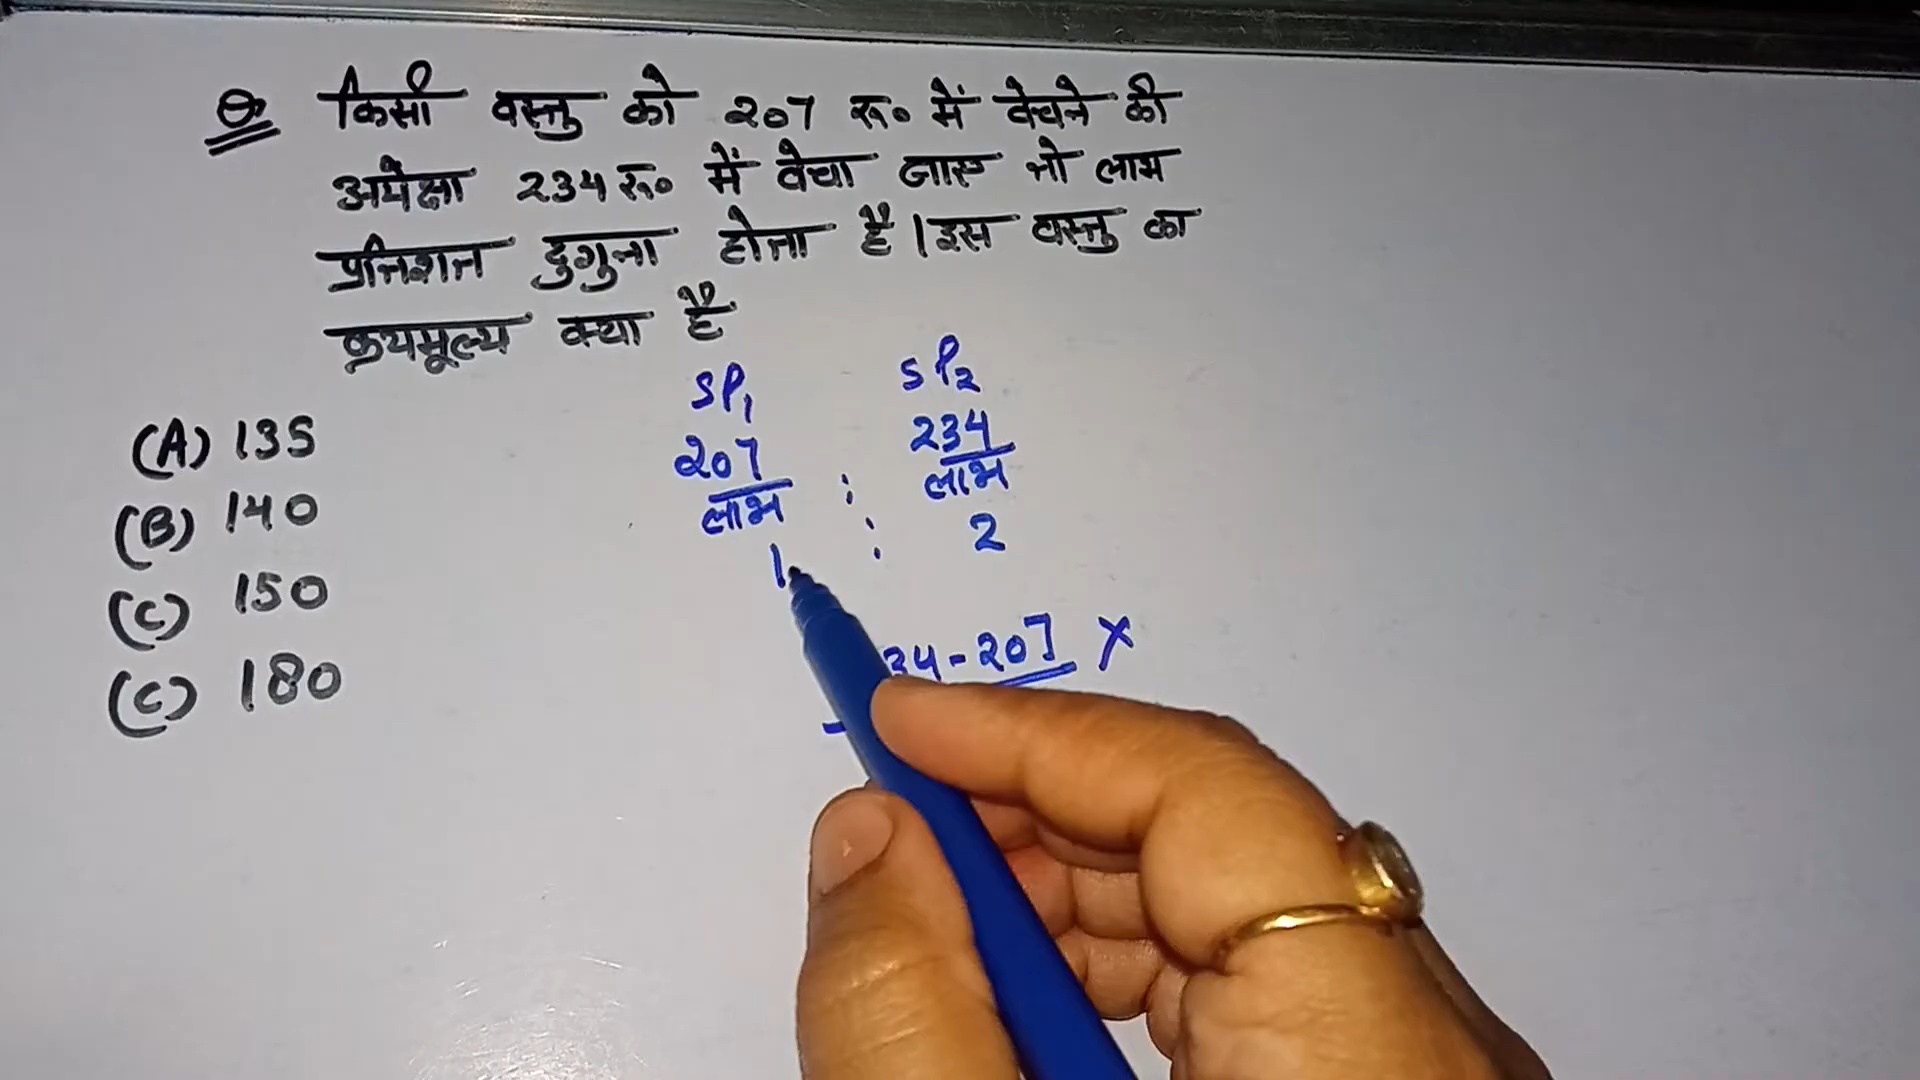 Q किसी वस्तु को 207 रू० में वेचने की
अपेक्षा 234 रू० में वेचा जाए तो लाभ
प्रतिशत दुगुना होता है। इस वस्तु का
क्रयमूल्य क्या है
(A) 135
(B) 140
(C) 150
(C) 180
SP₁ SP₂
207 234
लाभ : लाभ
1 : 2
34 - 207 ×